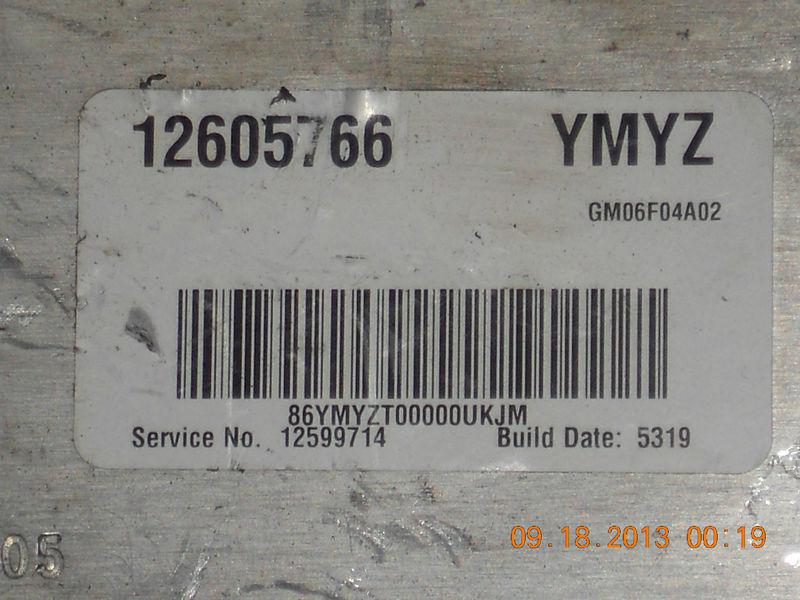 12605766 YMYZ
GM06F04A02
86YMYZT00000UKJM
Service No. 12599714 Build Date: 5319
05
09.18.2013 00:19